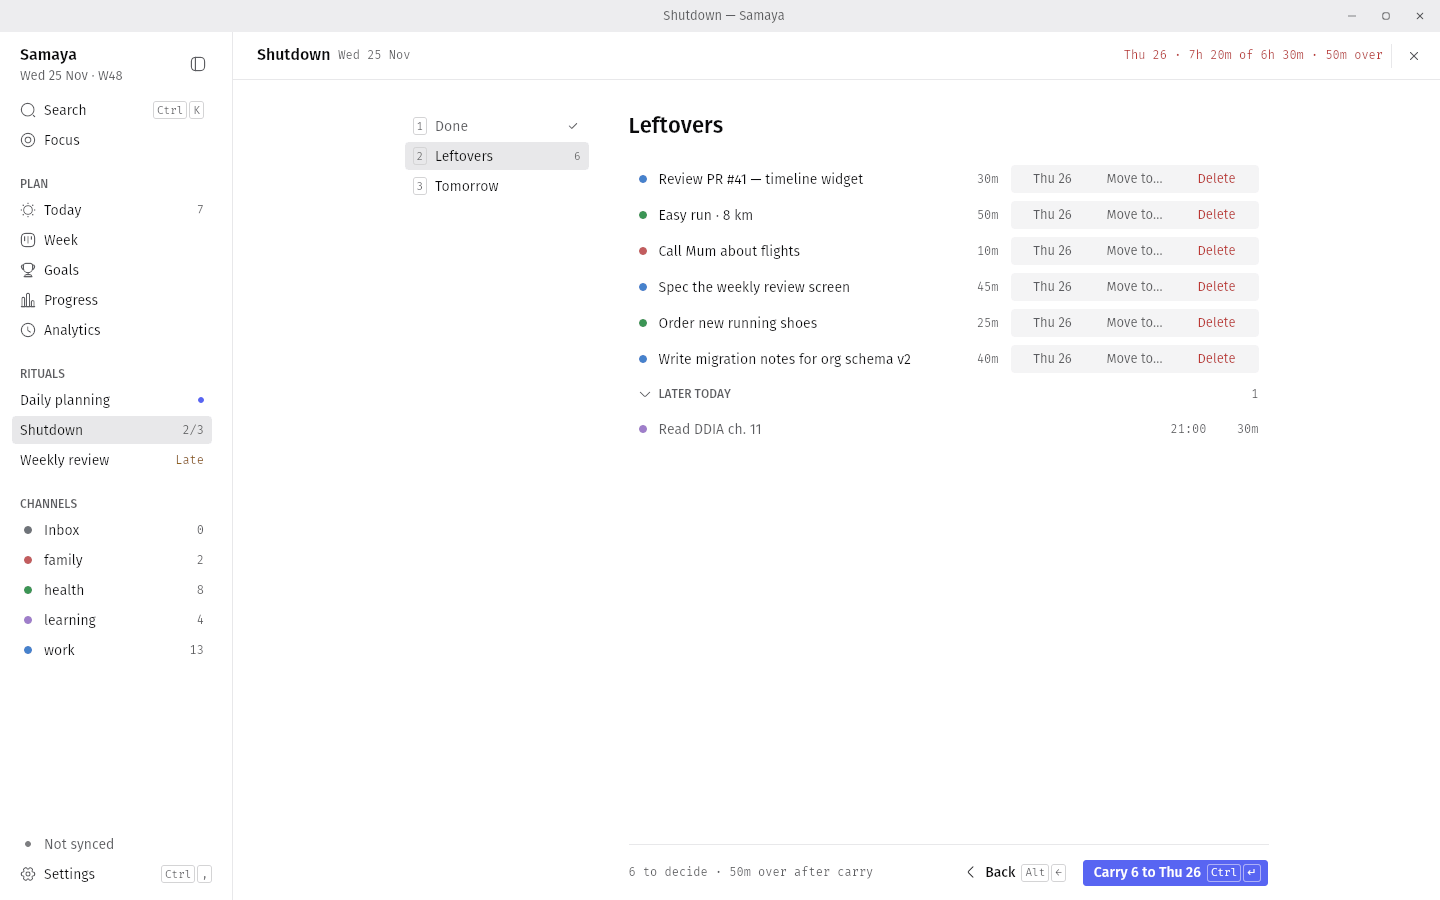 Shutdown — Samaya
Samaya
Wed 25 Nov · W48
Search Ctrl K
Focus
PLAN
Today 7
Week
Goals
Progress
Analytics
RITUALS
Daily planning
Shutdown 2/3
Weekly review Late
CHANNELS
Inbox 0
family 2
health 8
learning 4
work 13
Not synced
Settings Ctrl ,
Shutdown Wed 25 Nov
Thu 26 · 7h 20m of 6h 30m · 50m over
1 Done
2 Leftovers 6
3 Tomorrow
Leftovers
Review PR #41 — timeline widget 30m Thu 26 Move to... Delete
Easy run · 8 km 50m Thu 26 Move to... Delete
Call Mum about flights 10m Thu 26 Move to... Delete
Spec the weekly review screen 45m Thu 26 Move to... Delete
Order new running shoes 25m Thu 26 Move to... Delete
Write migration notes for org schema v2 40m Thu 26 Move to... Delete
LATER TODAY 1
Read DDIA ch. 11 21:00 30m
6 to decide · 50m over after carry
Back Alt ←
Carry 6 to Thu 26 Ctrl ↵